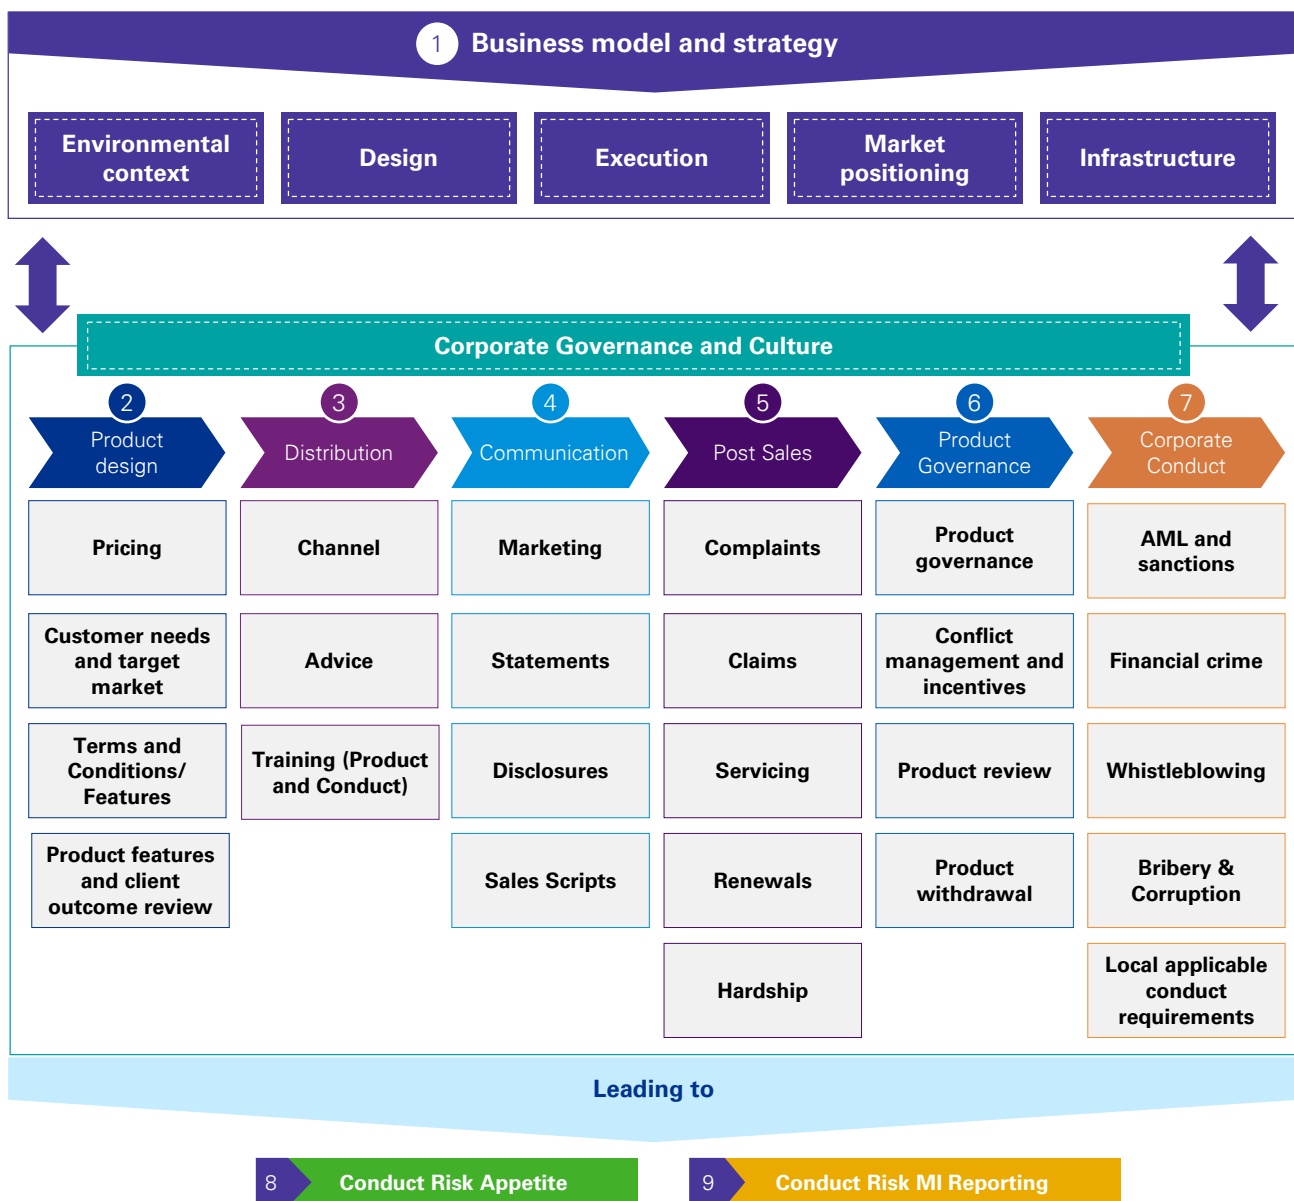 1 Business model and strategy
Environmental
context
Design
Execution
Market
positioning
Infrastructure
Corporate Governance and Culture
2
Product
design
3
Distribution
4
Communication
5
Post Sales
6
Product
Governance
7
Corporate
Conduct
Pricing
Customer needs
and target
market
Terms and
Conditions/
Features
Product features
and client
outcome review
Channel
Advice
Training (Product
and Conduct)
Marketing
Statements
Disclosures
Sales Scripts
Complaints
Claims
Servicing
Renewals
Hardship
Product
governance
Conflict
management and
incentives
Product review
Product
withdrawal
AML and
sanctions
Financial crime
Whistleblowing
Bribery &
Corruption
Local applicable
conduct
requirements
Leading to
8 Conduct Risk Appetite
9 Conduct Risk MI Reporting